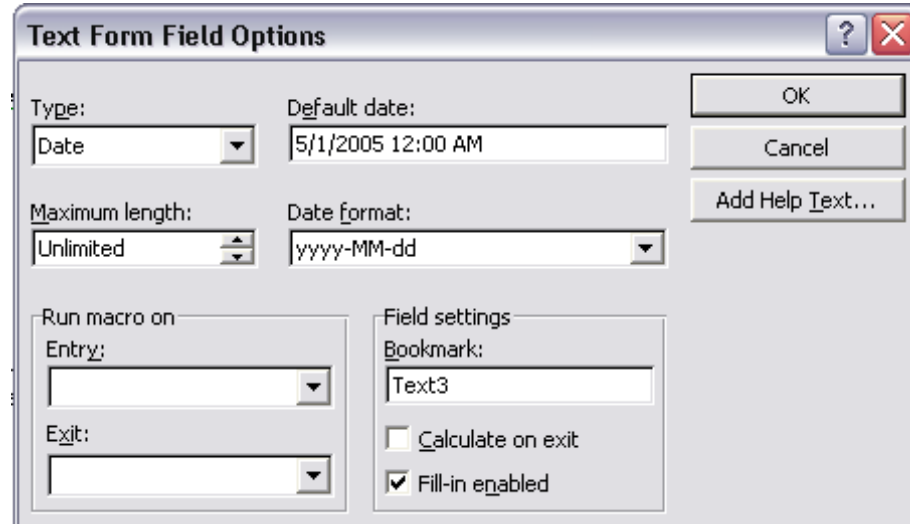 Text Form Field Options
Type: Default date:
Date 5/1/2005 12:00 AM
OK
Cancel
Add Help Text...
Maximum length: Date format:
Unlimited yyyy-MM-dd
Run macro on
Entry:
Exit:
Field settings
Bookmark:
Text3
Calculate on exit
Fill-in enabled